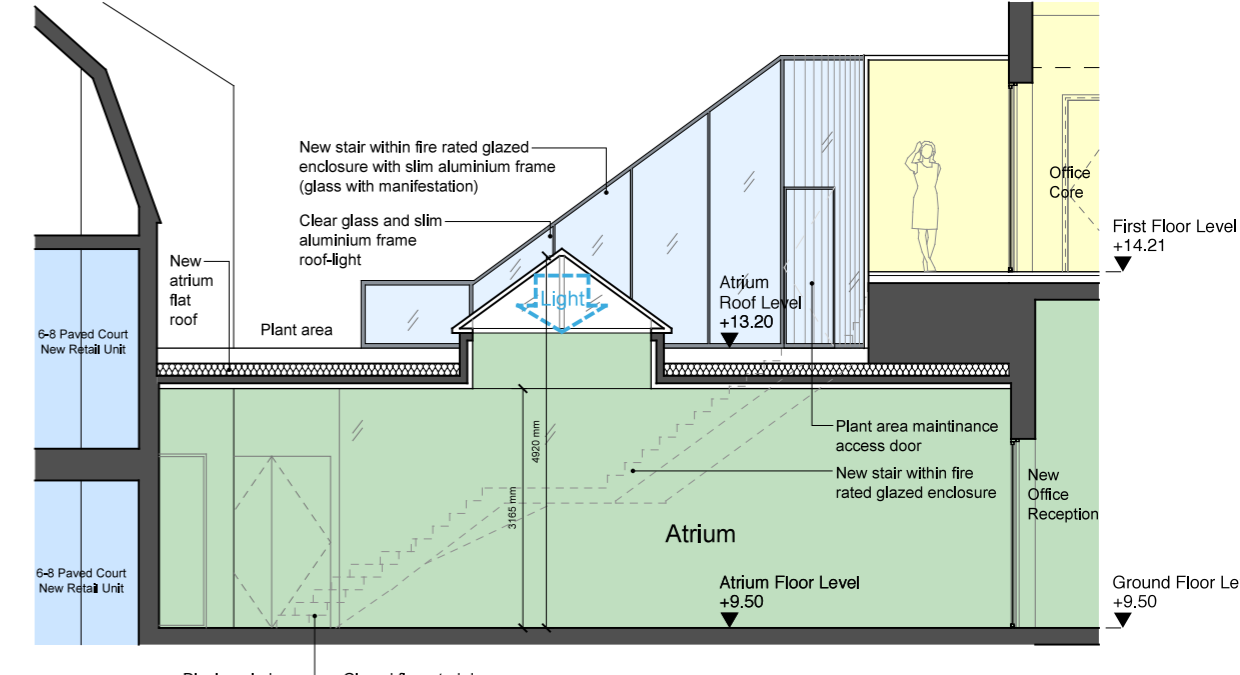 New stair within fire rated glazed
enclosure with slim aluminium frame
(glass with manifestation)
Clear glass and slim
aluminium frame
roof-light
New
atrium
flat
roof
Plant area
Light
6-8 Paved Court
New Retail Unit
Office
Core
First Floor Level
+14.21
Atrium
Roof Level
+13.20
4920 mm
3165 mm
Plant area maintinance
access door
New stair within fire
rated glazed enclosure
New
Office
Reception
Atrium
6-8 Paved Court
New Retail Unit
Atrium Floor Level
+9.50
Ground Floor Le
+9.50